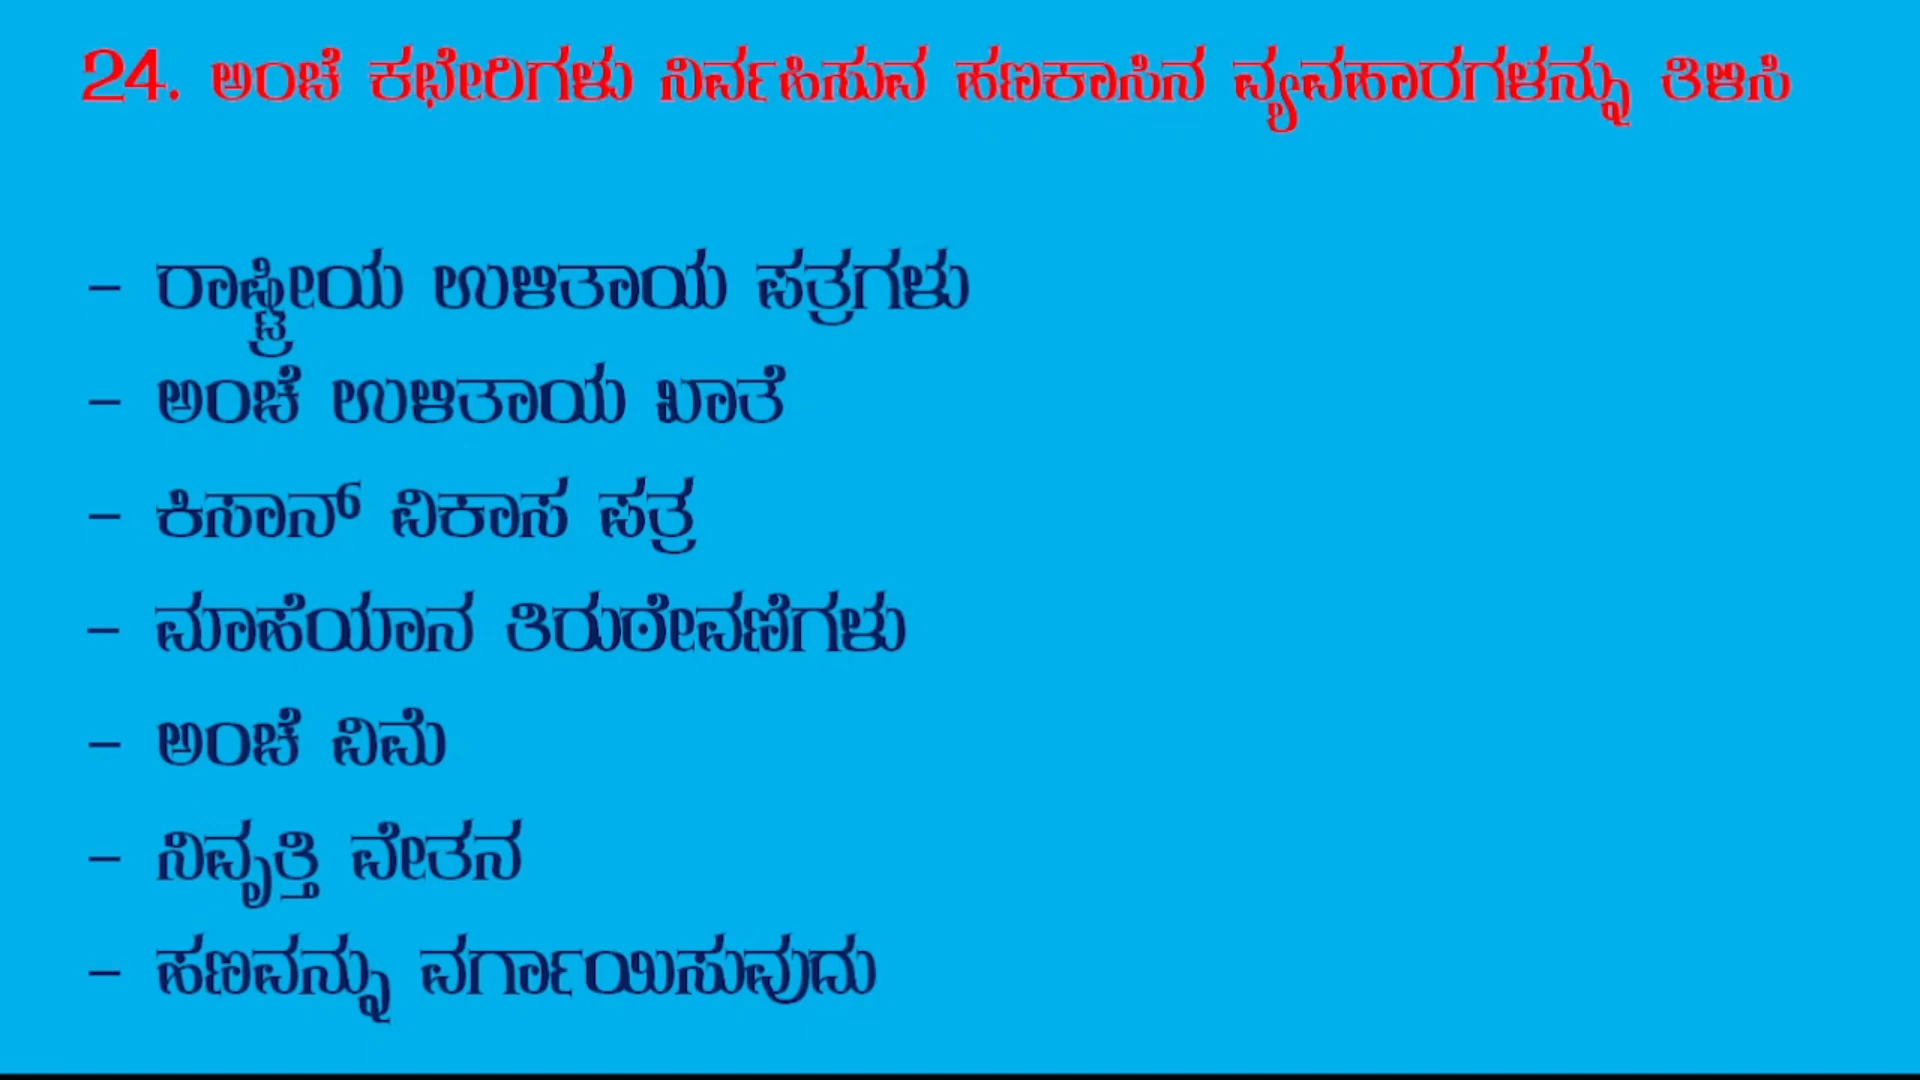 24. ಅಂಚೆ ಕಛೇರಿಗಳು ನಿರ್ವಹಿಸುವ ಹಣಕಾಸಿನ ವ್ಯವಹಾರಗಳನ್ನು ತಿಳಿಸಿ
- ರಾಷ್ಟ್ರೀಯ ಉಳಿತಾಯ ಪತ್ರಗಳು
- ಅಂಚೆ ಉಳಿತಾಯ ಖಾತೆ
- ಕಿಸಾನ್ ವಿಕಾಸ ಪತ್ರ
- ಮಾಹೆಯಾನ ತಿರುಠೇವಣಿಗಳು
- ಅಂಚೆ ವಿಮೆ
- ನಿವೃತ್ತಿ ವೇತನ
- ಹಣವನ್ನು ವರ್ಗಾಯಿಸುವುದು